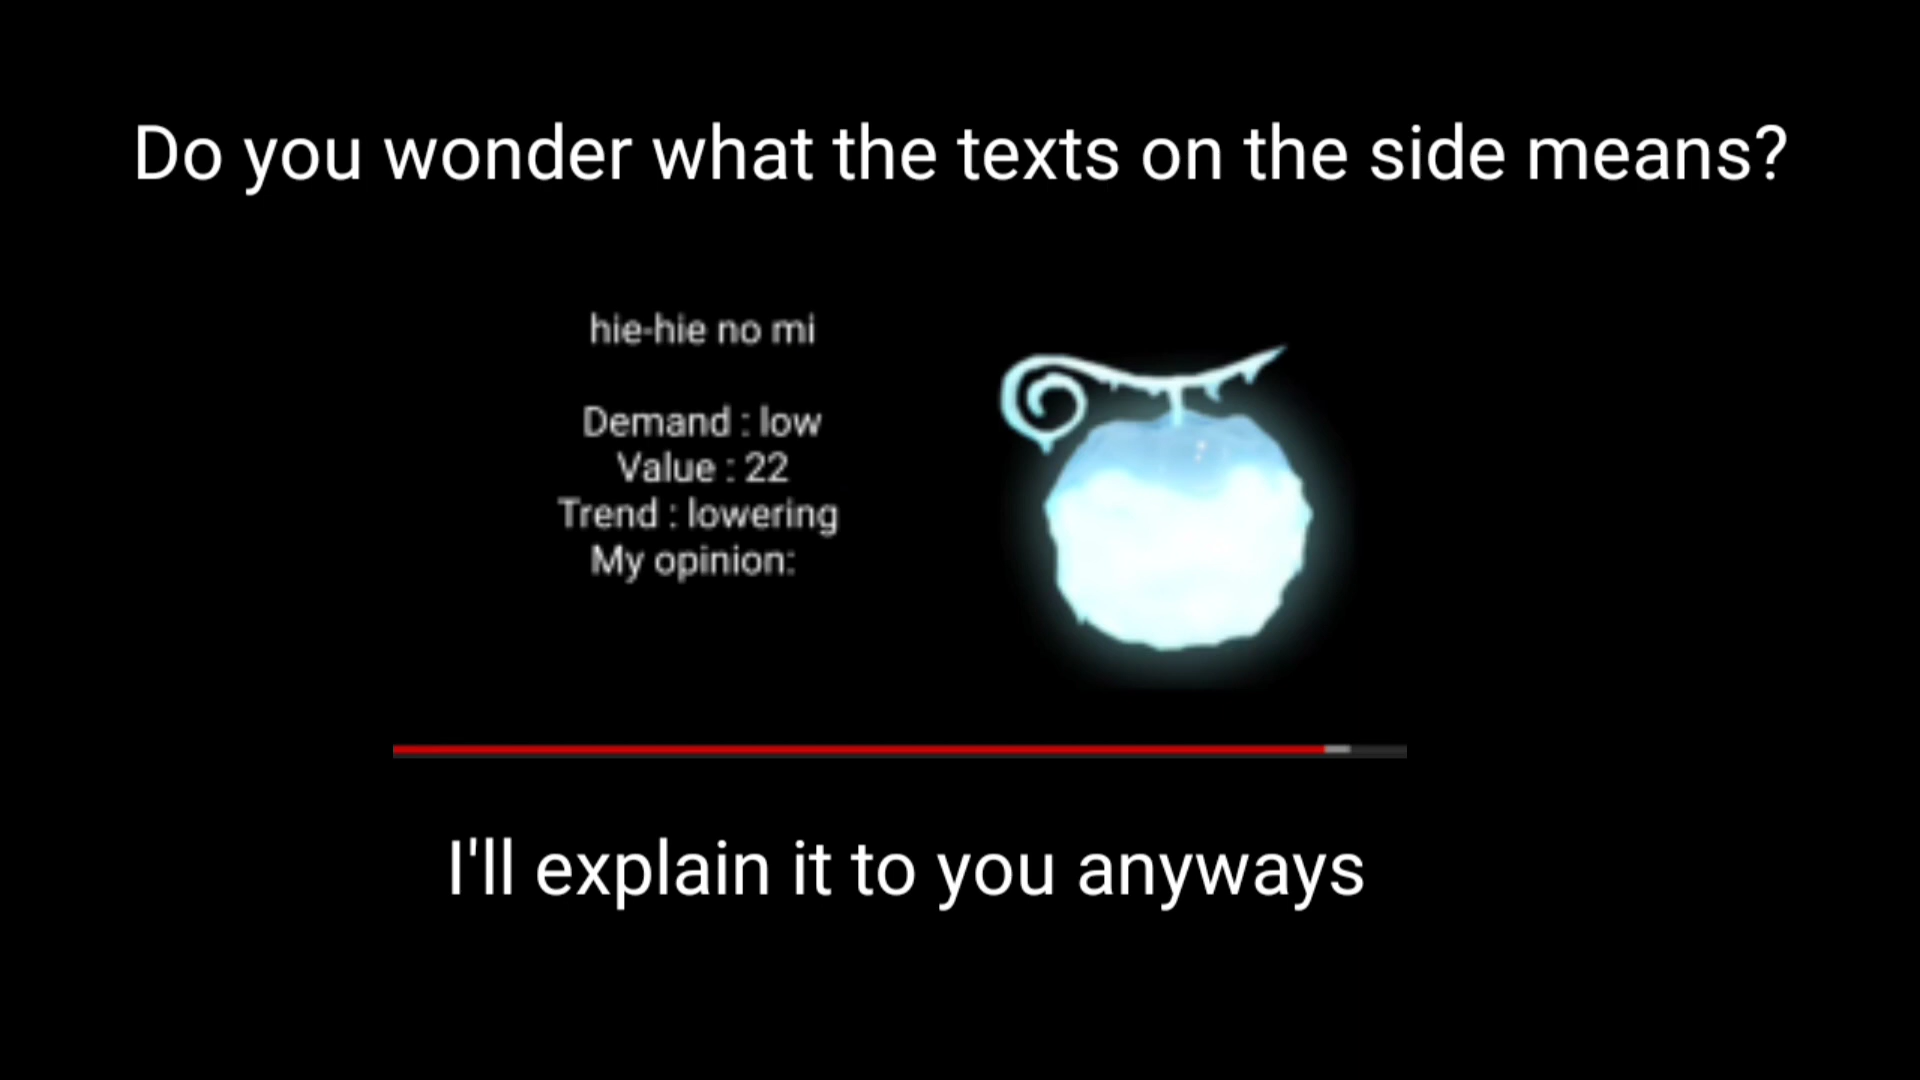 Do you wonder what the texts on the side means?
hie-hie no mi
Demand : low
Value : 22
Trend : lowering
My opinion:
I'll explain it to you anyways